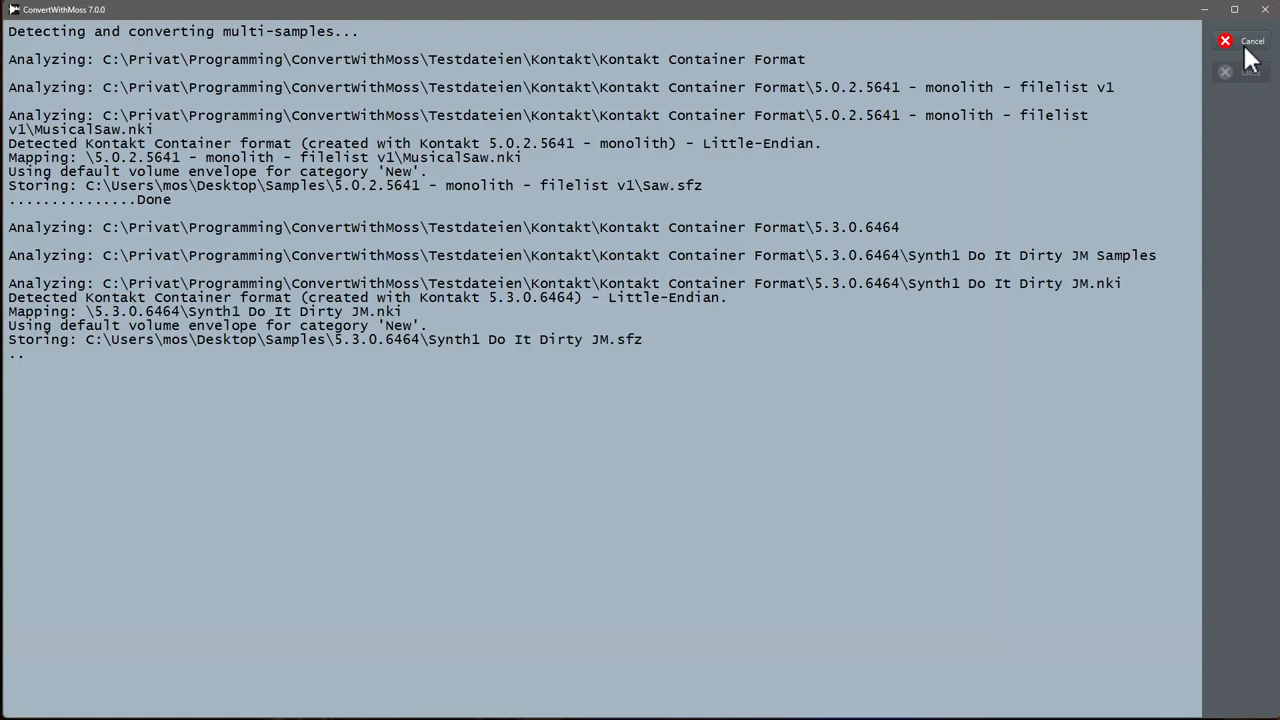 ConvertWithMoss 7.0.0
Detecting and converting multi-samples...
Analyzing: C:\Privat\Programming\ConvertWithMoss\Testdateien\Kontakt\Kontakt Container Format
Analyzing: C:\Privat\Programming\ConvertWithMoss\Testdateien\Kontakt\Kontakt Container Format\5.0.2.5641 - monolith - filelist v1
Analyzing: C:\Privat\Programming\ConvertWithMoss\Testdateien\Kontakt\Kontakt Container Format\5.0.2.5641 - monolith - filelist
v1\MusicalSaw.nki
Detected Kontakt Container format (created with Kontakt 5.0.2.5641 - monolith) - Little-Endian.
Mapping: \5.0.2.5641 - monolith - filelist v1\MusicalSaw.nki
Using default volume envelope for category 'New'.
Storing: C:\Users\mos\Desktop\Samples\5.0.2.5641 - monolith - filelist v1\Saw.sfz
...............Done
Analyzing: C:\Privat\Programming\ConvertWithMoss\Testdateien\Kontakt\Kontakt Container Format\5.3.0.6464
Analyzing: C:\Privat\Programming\ConvertWithMoss\Testdateien\Kontakt\Kontakt Container Format\5.3.0.6464\Synth1 Do It Dirty JM Samples
Analyzing: C:\Privat\Programming\ConvertWithMoss\Testdateien\Kontakt\Kontakt Container Format\5.3.0.6464\Synth1 Do It Dirty JM.nki
Detected Kontakt Container format (created with Kontakt 5.3.0.6464) - Little-Endian.
Mapping: \5.3.0.6464\Synth1 Do It Dirty JM.nki
Using default volume envelope for category 'New'.
Storing: C:\Users\mos\Desktop\Samples\5.3.0.6464\Synth1 Do It Dirty JM.sfz
..
Cancel